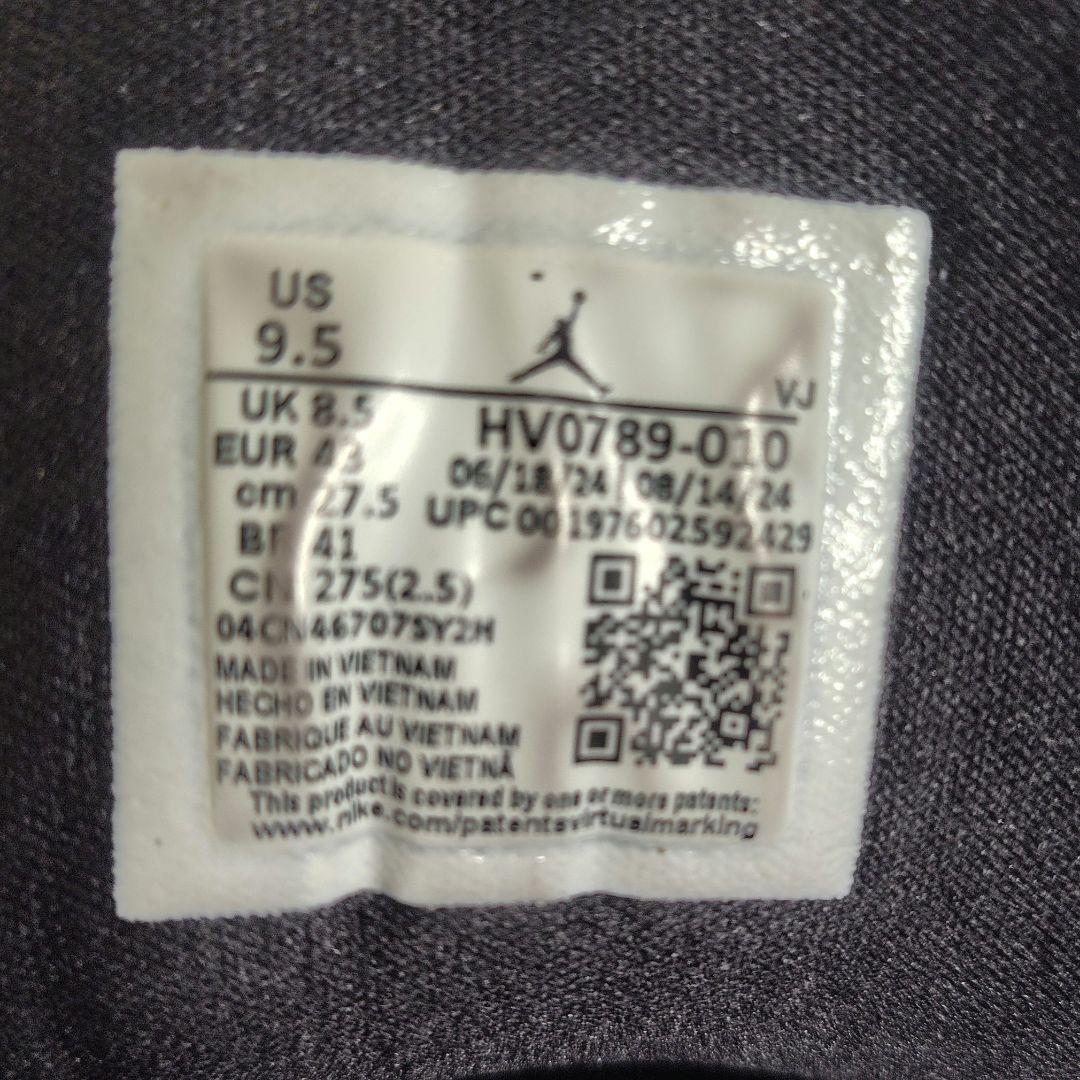 US
9.5
VJ
UK 8.5
EUR 43
cm 27.5
BR 41
CN 275(2.5)
HV0789-010
06/18/24 08/14/24
UPC 00197602592429
04CN46707SY2H
MADE IN VIETNAM
HECHO EN VIETNAM
FABRIQUE AU VIETNAM
FABRICADO NO VIETNÃ
This product is covered by one or more patents:
www.nike.com/patentsvirtualmarking